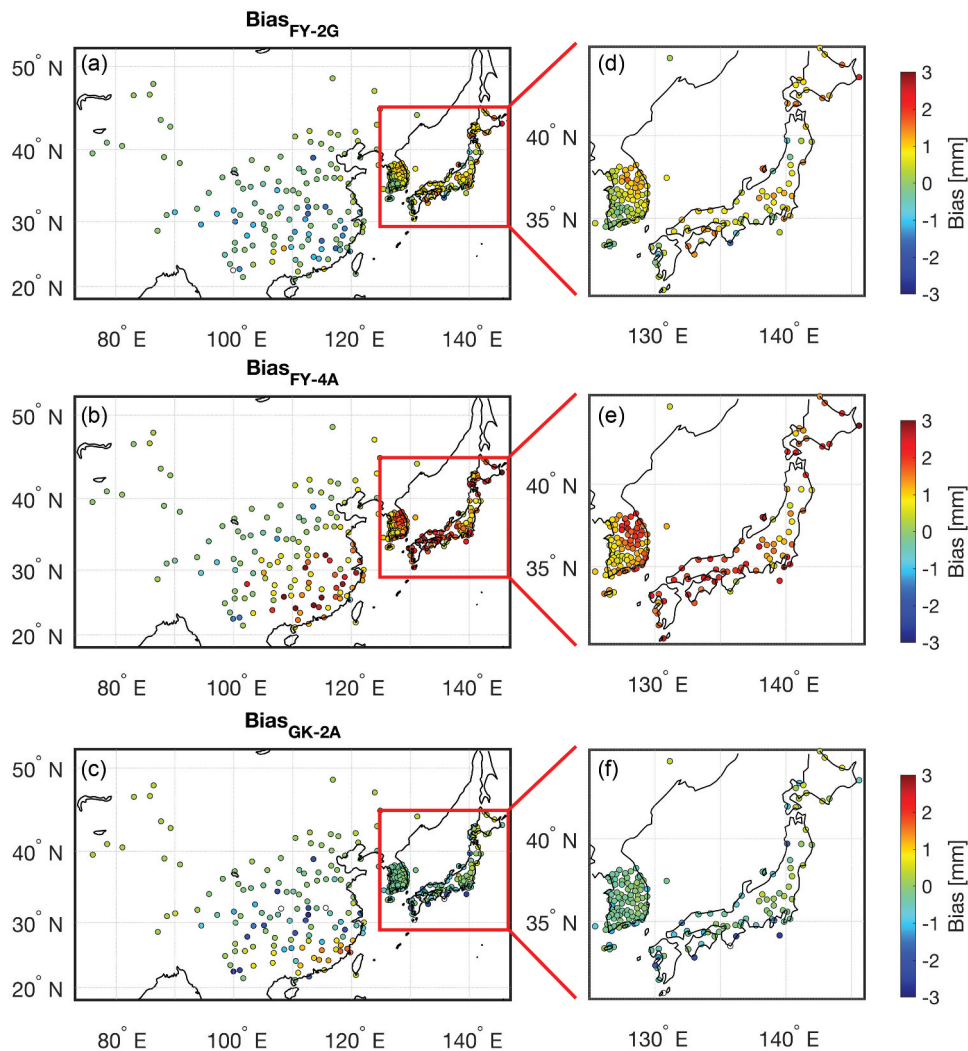 Bias FY-2G
(a)
50° N
40° N
30° N
20° N
80° E
100° E
120° E
140° E
(d)
40° N
35° N
130° E
140° E
3
2
1
0
-1
-2
-3
Bias [mm]
Bias FY-4A
(b)
50° N
40° N
30° N
20° N
80° E
100° E
120° E
140° E
(e)
40° N
35° N
130° E
140° E
3
2
1
0
-1
-2
-3
Bias [mm]
Bias GK-2A
(c)
50° N
40° N
30° N
20° N
80° E
100° E
120° E
140° E
(f)
40° N
35° N
130° E
140° E
3
2
1
0
-1
-2
-3
Bias [mm]